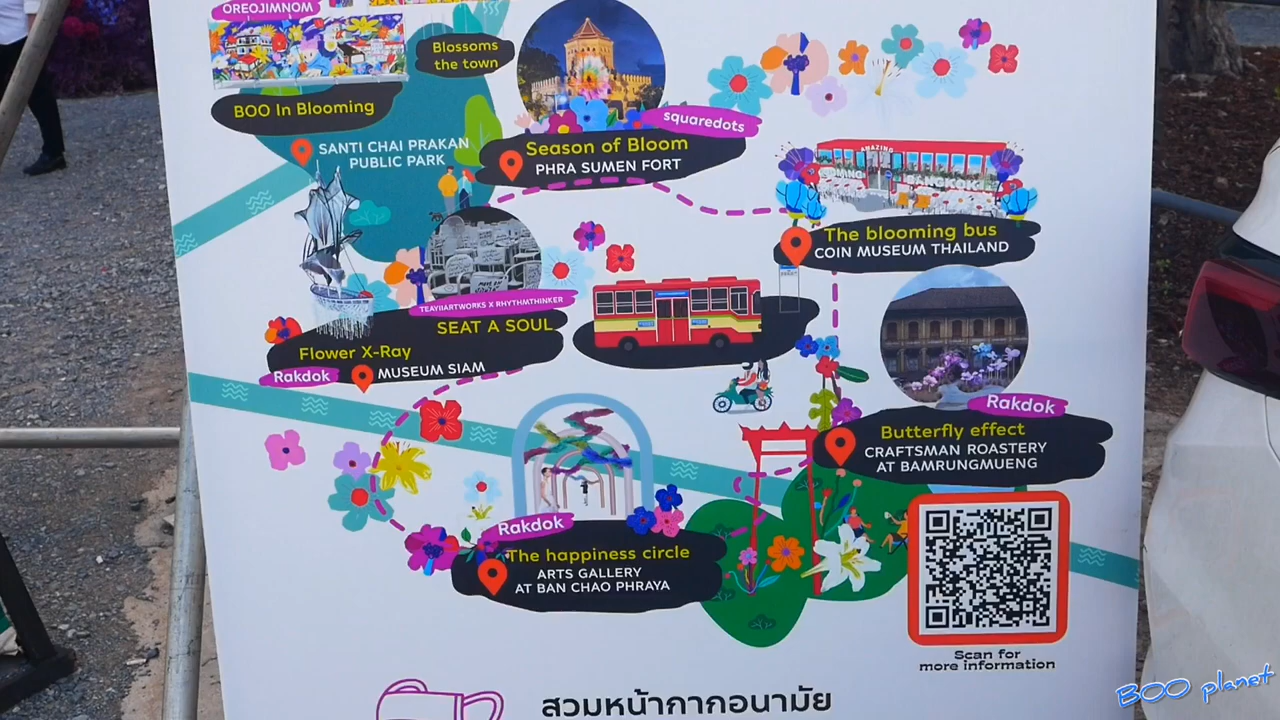 OREOJIMNOM
Blossoms
the town
BOO In Blooming
squaredots
SANTI CHAI PRAKAN
PUBLIC PARK
Season of Bloom
PHRA SUMEN FORT
AMAZING
BANGKOK
The blooming bus
COIN MUSEUM THAILAND
TEAYIIARTWORKS X RHYTHMTHINKER
SEAT A SOUL
Flower X-Ray
Rakdok
MUSEUM SIAM
Rakdok
Butterfly effect
CRAFTSMAN ROASTERY
AT BAMRUNGMUENG
Rakdok
The happiness circle
ARTS GALLERY
AT BAN CHAO PHRAYA
Scan for
more information
สวมหน้ากากอนามัย
BOO planet